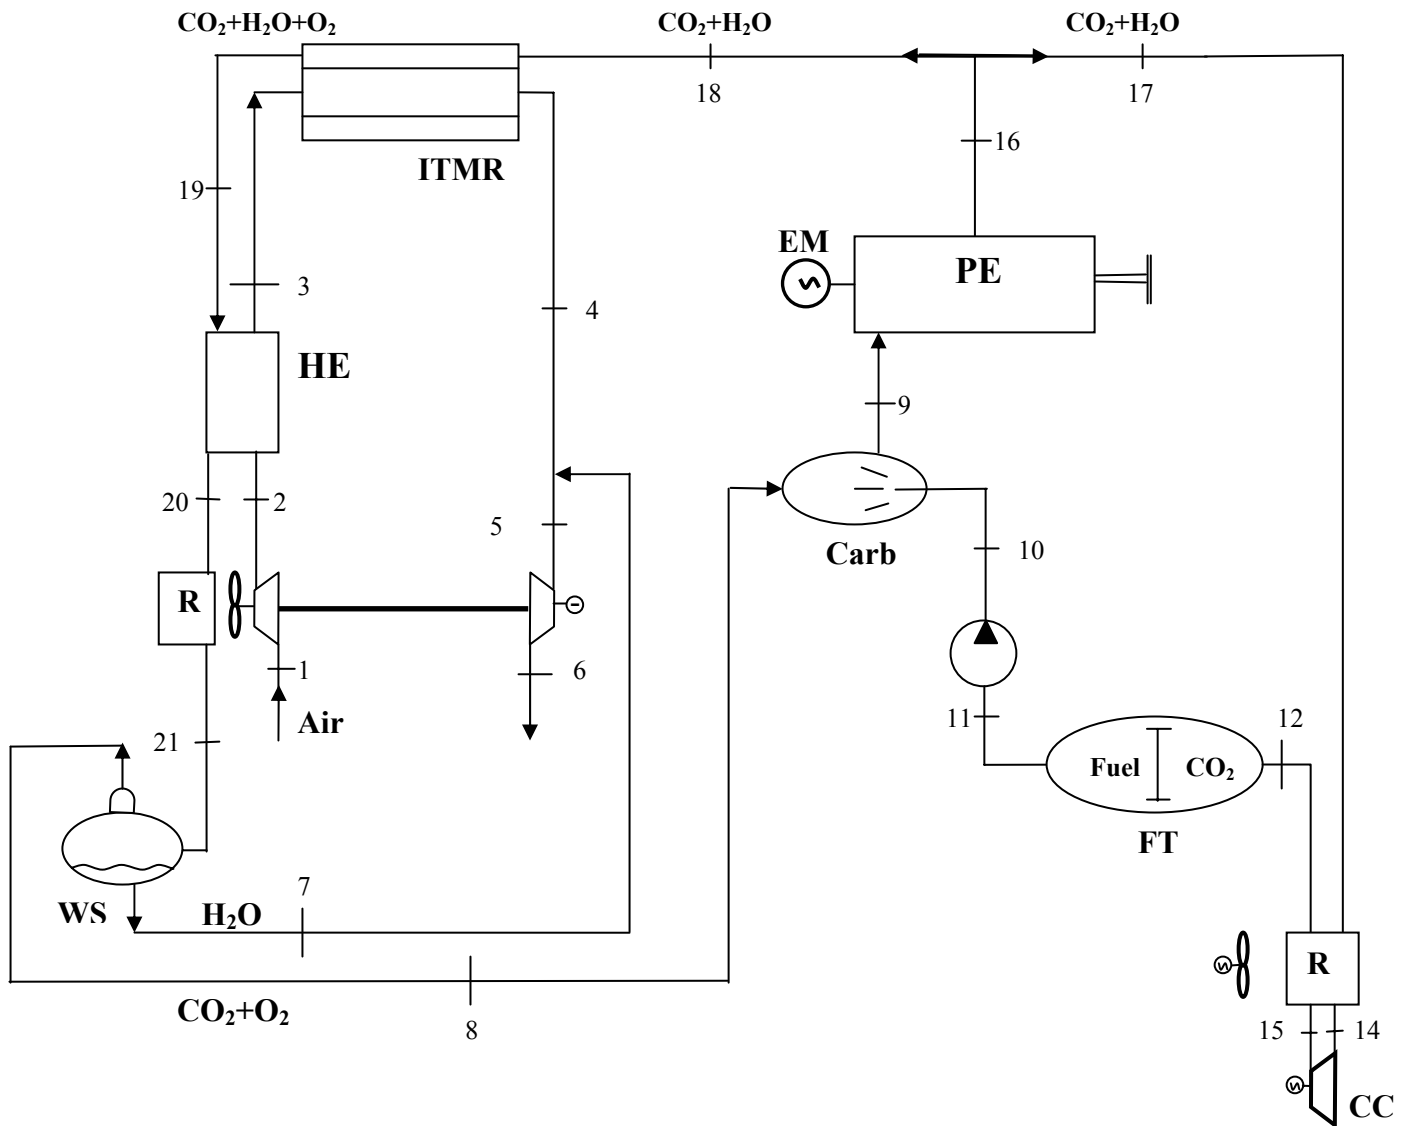 CO₂+H₂O+O₂
CO₂+H₂O
CO₂+H₂O
18
17
16
ITMR
19
EM
PE
3
4
HE
9
20
2
5
Carb
10
R
1
6
Air
11
12
21
Fuel
CO₂
FT
7
WS
H₂O
R
CO₂+O₂
8
15
14
CC